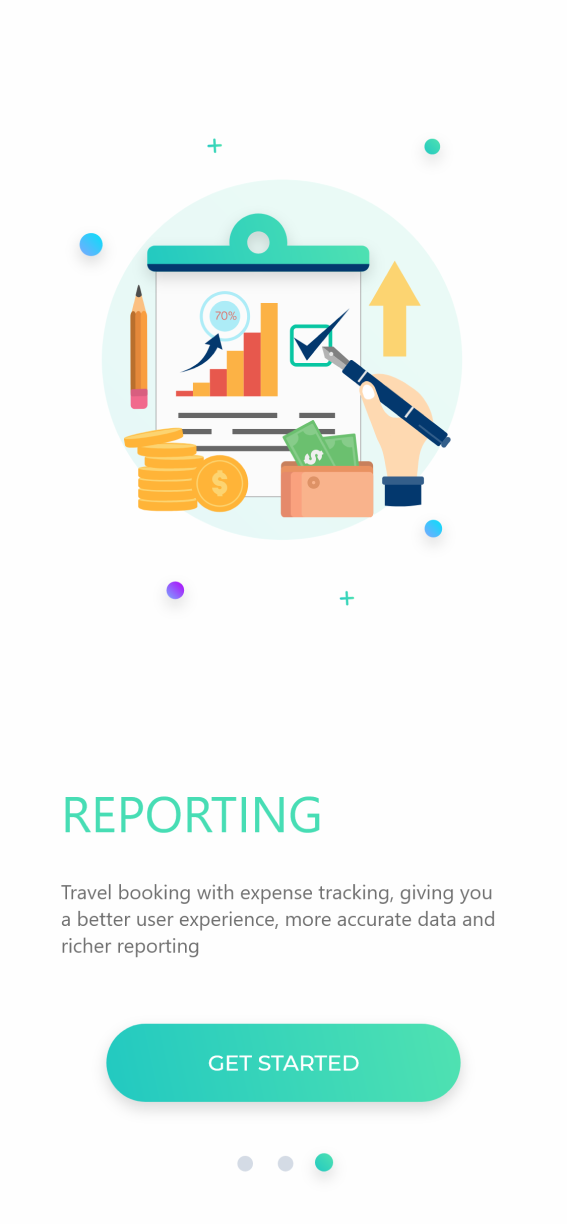 70%
$
$
REPORTING
Travel booking with expense tracking, giving you
a better user experience, more accurate data and
richer reporting
GET STARTED